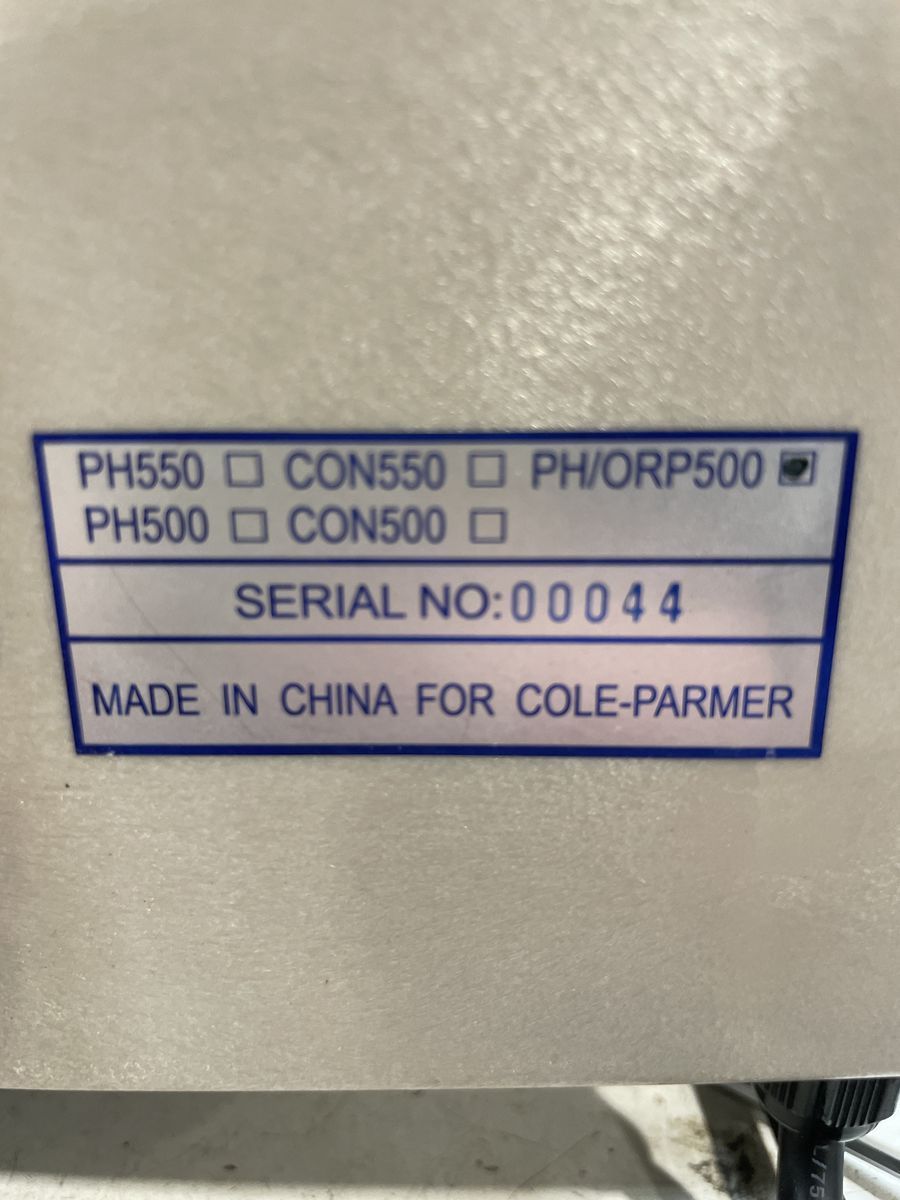 PH550 ☐ CON550 ☐ PH/ORP500 ☑
PH500 ☐ CON500 ☐
SERIAL NO:00044
MADE IN CHINA FOR COLE-PARMER